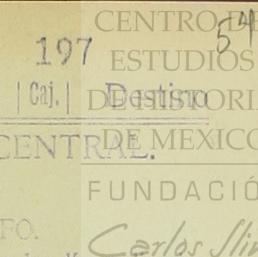 CENTRO DE
54
197
ESTUDIOS
Caj. Destino
DE HISTORI
DE MEXICO
CENTRAL.
FUNDACIÓ
FO.
Carlos Slim